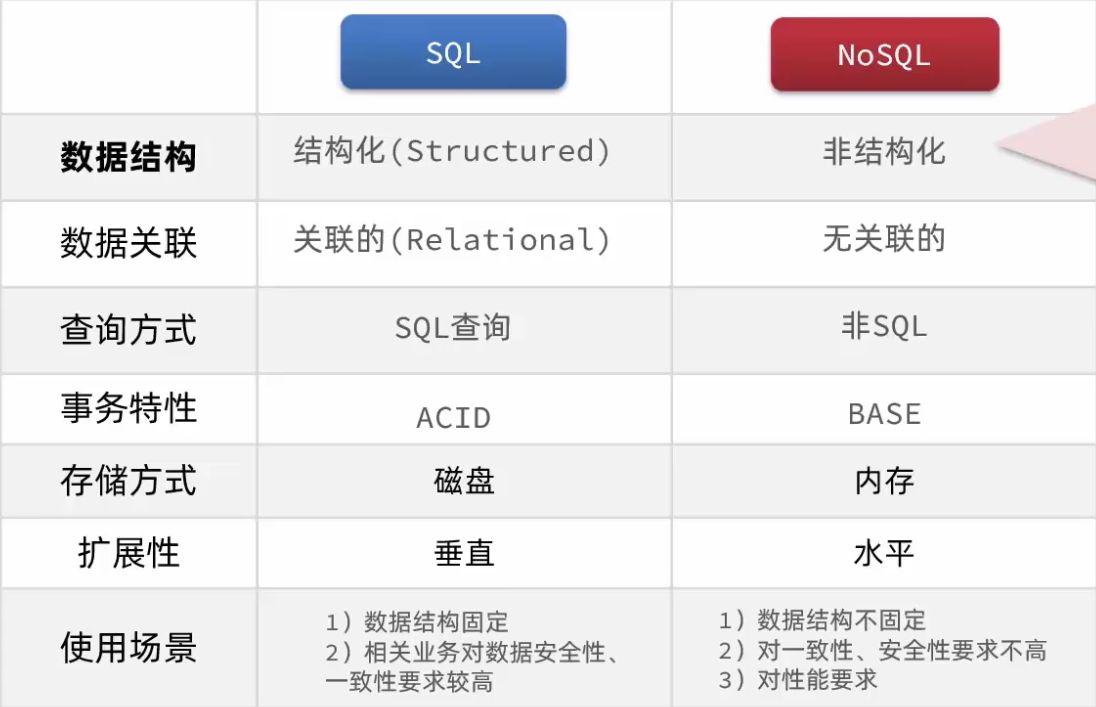 SQL
NoSQL
数据结构
结构化(Structured)
非结构化
数据关联
关联的(Relational)
无关联的
查询方式
SQL查询
非SQL
事务特性
ACID
BASE
存储方式
磁盘
内存
扩展性
垂直
水平
使用场景
1）数据结构固定
2）相关业务对数据安全性、
一致性要求较高
1）数据结构不固定
2）对一致性、安全性要求不高
3）对性能要求